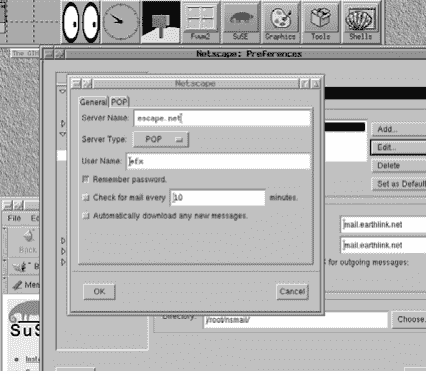 Fvwm2
SuSE
Graphics
Tools
Shells
Netscape: Preferences
Netscape
General POP
Server Name: escape.net
Server Type: POP
User Name: efx
Remember password.
Check for mail every 10 minutes.
Automatically download any new messages.
OK Cancel
Add...
Edit...
Delete
Set as Default
mail.earthlink.net
mail.earthlink.net
for outgoing messages:
Directory: /root/nsmail/
Choose...
File
Back
SuS